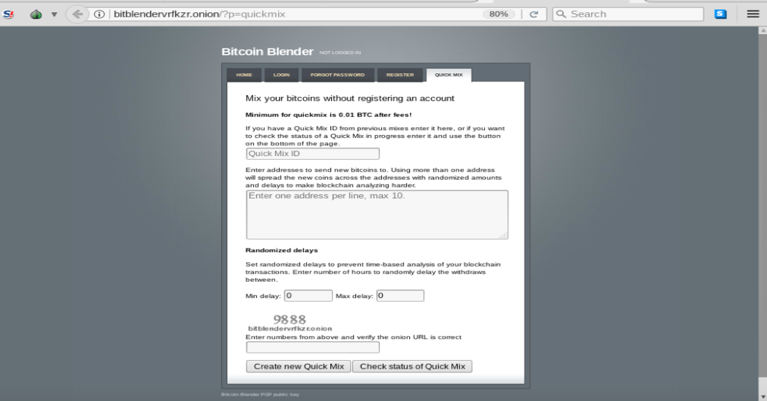 bitblendervrfkzr.onion/?p=quickmix
80%
Search
Bitcoin Blender NOT LOGGED IN
HOME LOGIN FORGOT PASSWORD REGISTER QUICK MIX
Mix your bitcoins without registering an account
Minimum for quickmix is 0.01 BTC after fees!
If you have a Quick Mix ID from previous mixes enter it here, or if you want
to check the status of a Quick Mix in progress enter it and use the button
on the bottom of the page.
Quick Mix ID
Enter addresses to send new bitcoins to. Using more than one address
will spread the new coins across the addresses with randomized amounts
and delays to make blockchain analyzing harder.
Enter one address per line, max 10.
Randomized delays
Set randomized delays to prevent time-based analysis of your blockchain
transactions. Enter number of hours to randomly delay the withdraws
between.
Min delay: 0 Max delay: 0
9888
bitblendervrfkzr.onion
Enter numbers from above and verify the onion URL is correct
Create new Quick Mix Check status of Quick Mix
Bitcoin Blender PGP public key